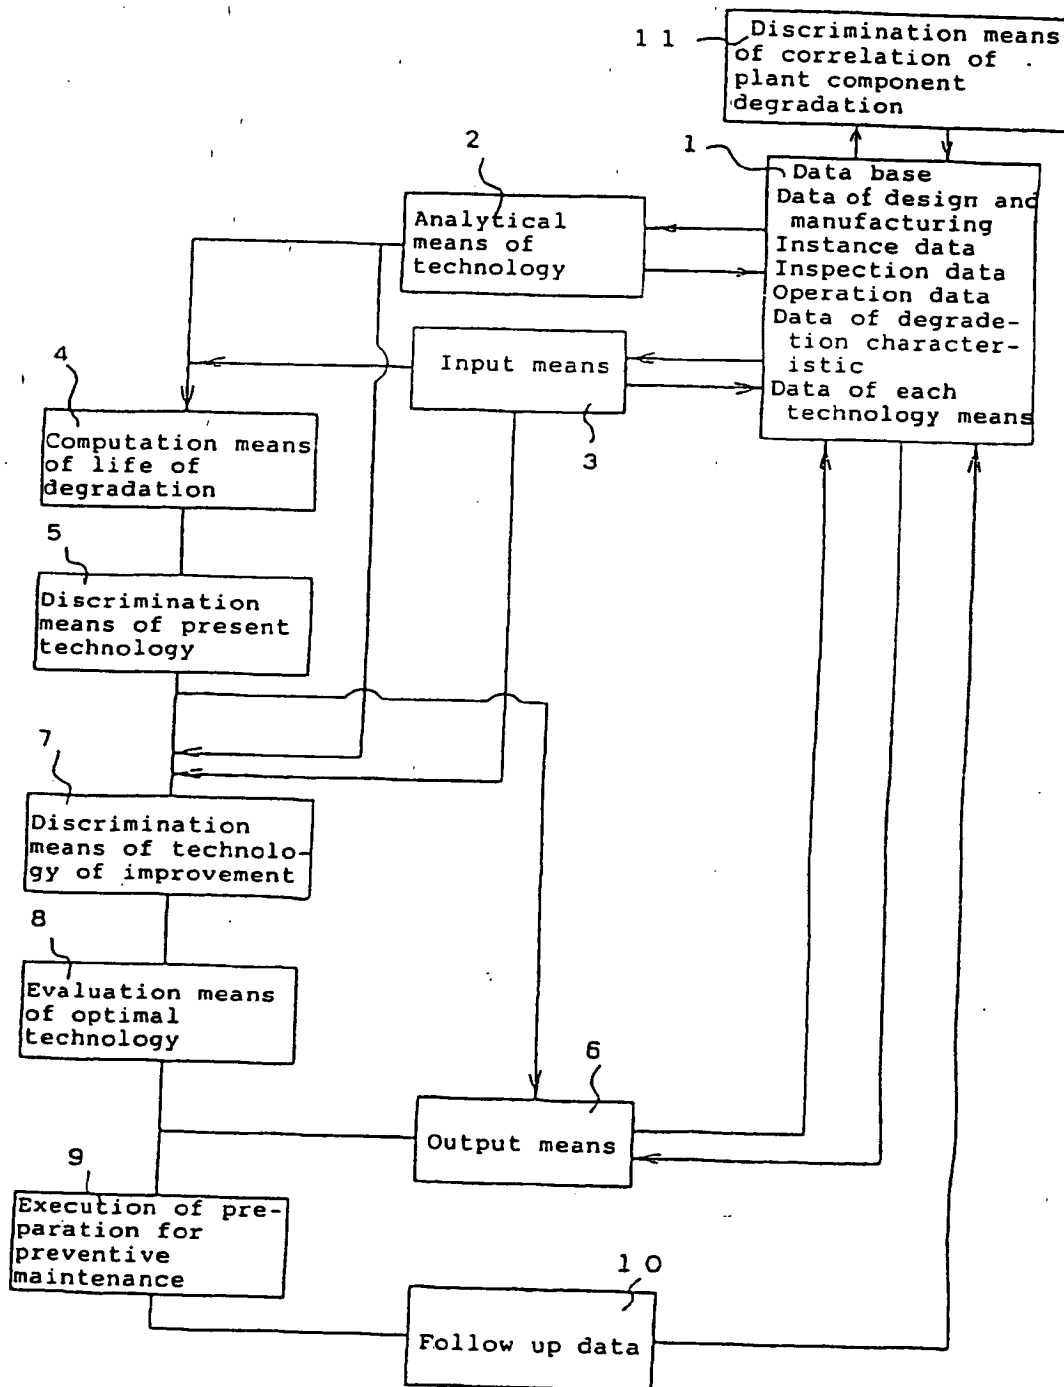 11
Discrimination means
of correlation of
plant component
degradation
1
Data base
Data of design and
manufacturing
Instance data
Inspection data
Operation data
Data of degrade-
tion character-
istic
Data of each
technology means
2
Analytical
means of
technology
Input means
3
4
Computation means
of life of
degradation
5
Discrimination
means of present
technology
7
Discrimination
means of technolo-
gy of improvement
8
Evaluation means
of optimal
technology
6
Output means
9
Execution of pre-
paration for
preventive
maintenance
10
Follow up data